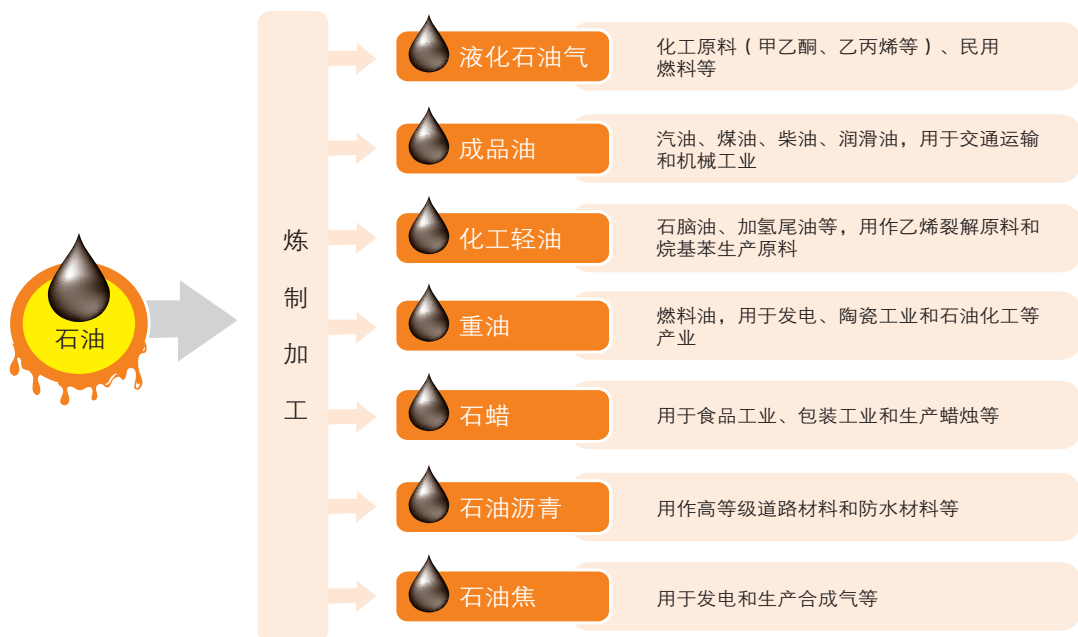 石油
炼
制
加
工
液化石油气
化工原料（甲乙酮、乙丙烯等）、民用
燃料等
成品油
汽油、煤油、柴油、润滑油，用于交通运输
和机械工业
化工轻油
石脑油、加氢尾油等，用作乙烯裂解原料和
烷基苯生产原料
重油
燃料油，用于发电、陶瓷工业和石油化工等
产业
石蜡
用于食品工业、包装工业和生产蜡烛等
石油沥青
用作高等级道路材料和防水材料等
石油焦
用于发电和生产合成气等